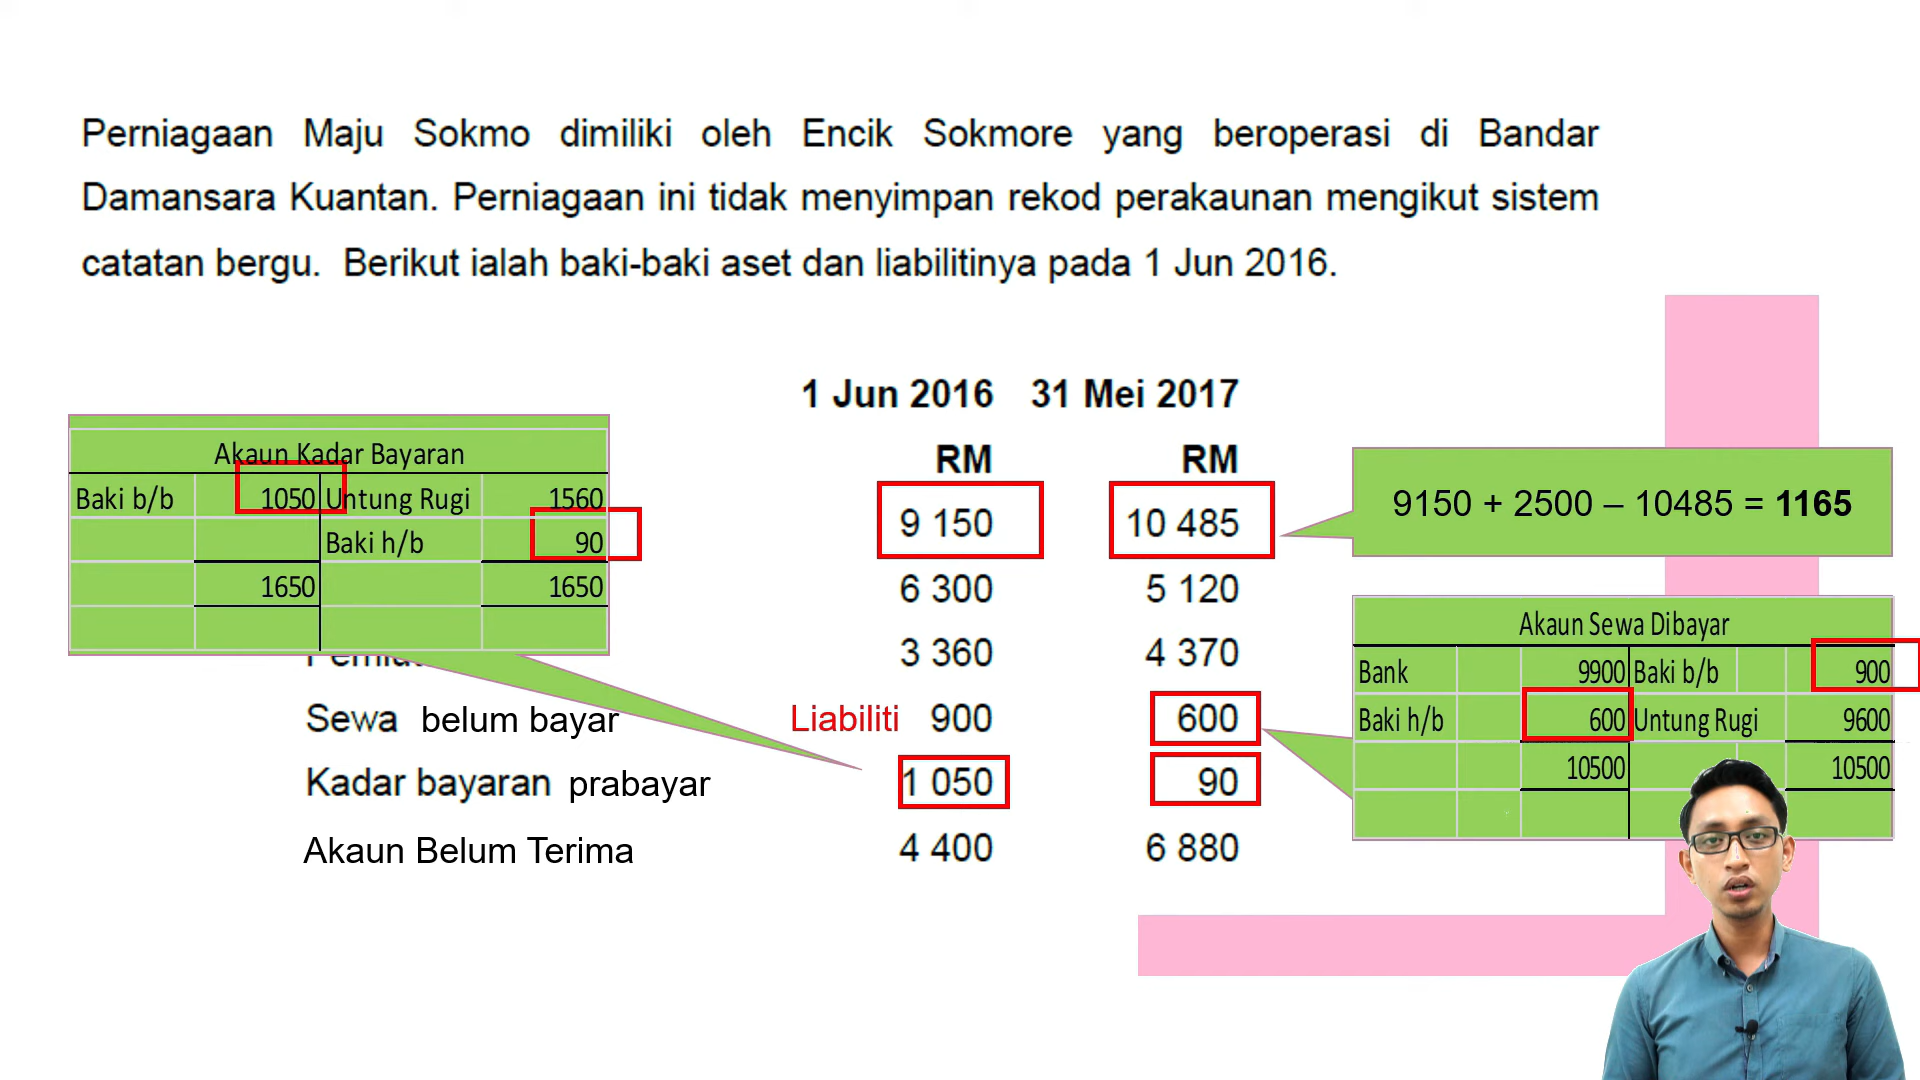 Perniagaan Maju Sokmo dimiliki oleh Encik Sokmore yang beroperasi di Bandar
Damansara Kuantan. Perniagaan ini tidak menyimpan rekod perakaunan mengikut sistem
catatan bergu. Berikut ialah baki-baki aset dan liabilitinya pada 1 Jun 2016.
1 Jun 2016 31 Mei 2017
RM RM
9 150 10 485
6 300 5 120
3 360 4 370
Sewa belum bayar Liabiliti 900 600
Kadar bayaran prabayar 1 050 90
Akaun Belum Terima 4 400 6 880
Akaun Kadar Bayaran
Baki b/b 1050 Untung Rugi 1560
Baki h/b 90
1650 1650
9150 + 2500 – 10485 = 1165
Akaun Sewa Dibayar
Bank 9900 Baki b/b 900
Baki h/b 600 Untung Rugi 9600
10500 10500